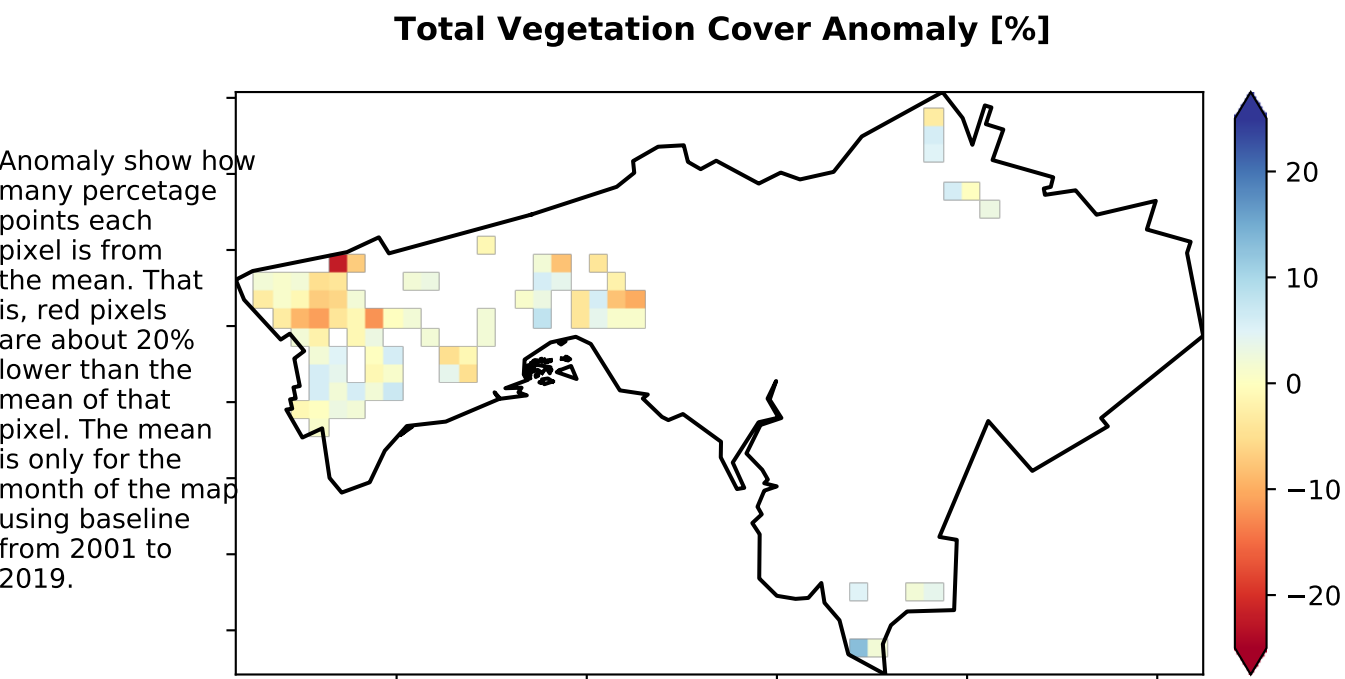 Total Vegetation Cover Anomaly [%]
Anomaly show how
many percetage
points each
pixel is from
the mean. That
is, red pixels
are about 20%
lower than the
mean of that
pixel. The mean
is only for the
month of the map
using baseline
from 2001 to
2019.
20
10
0
−10
−20